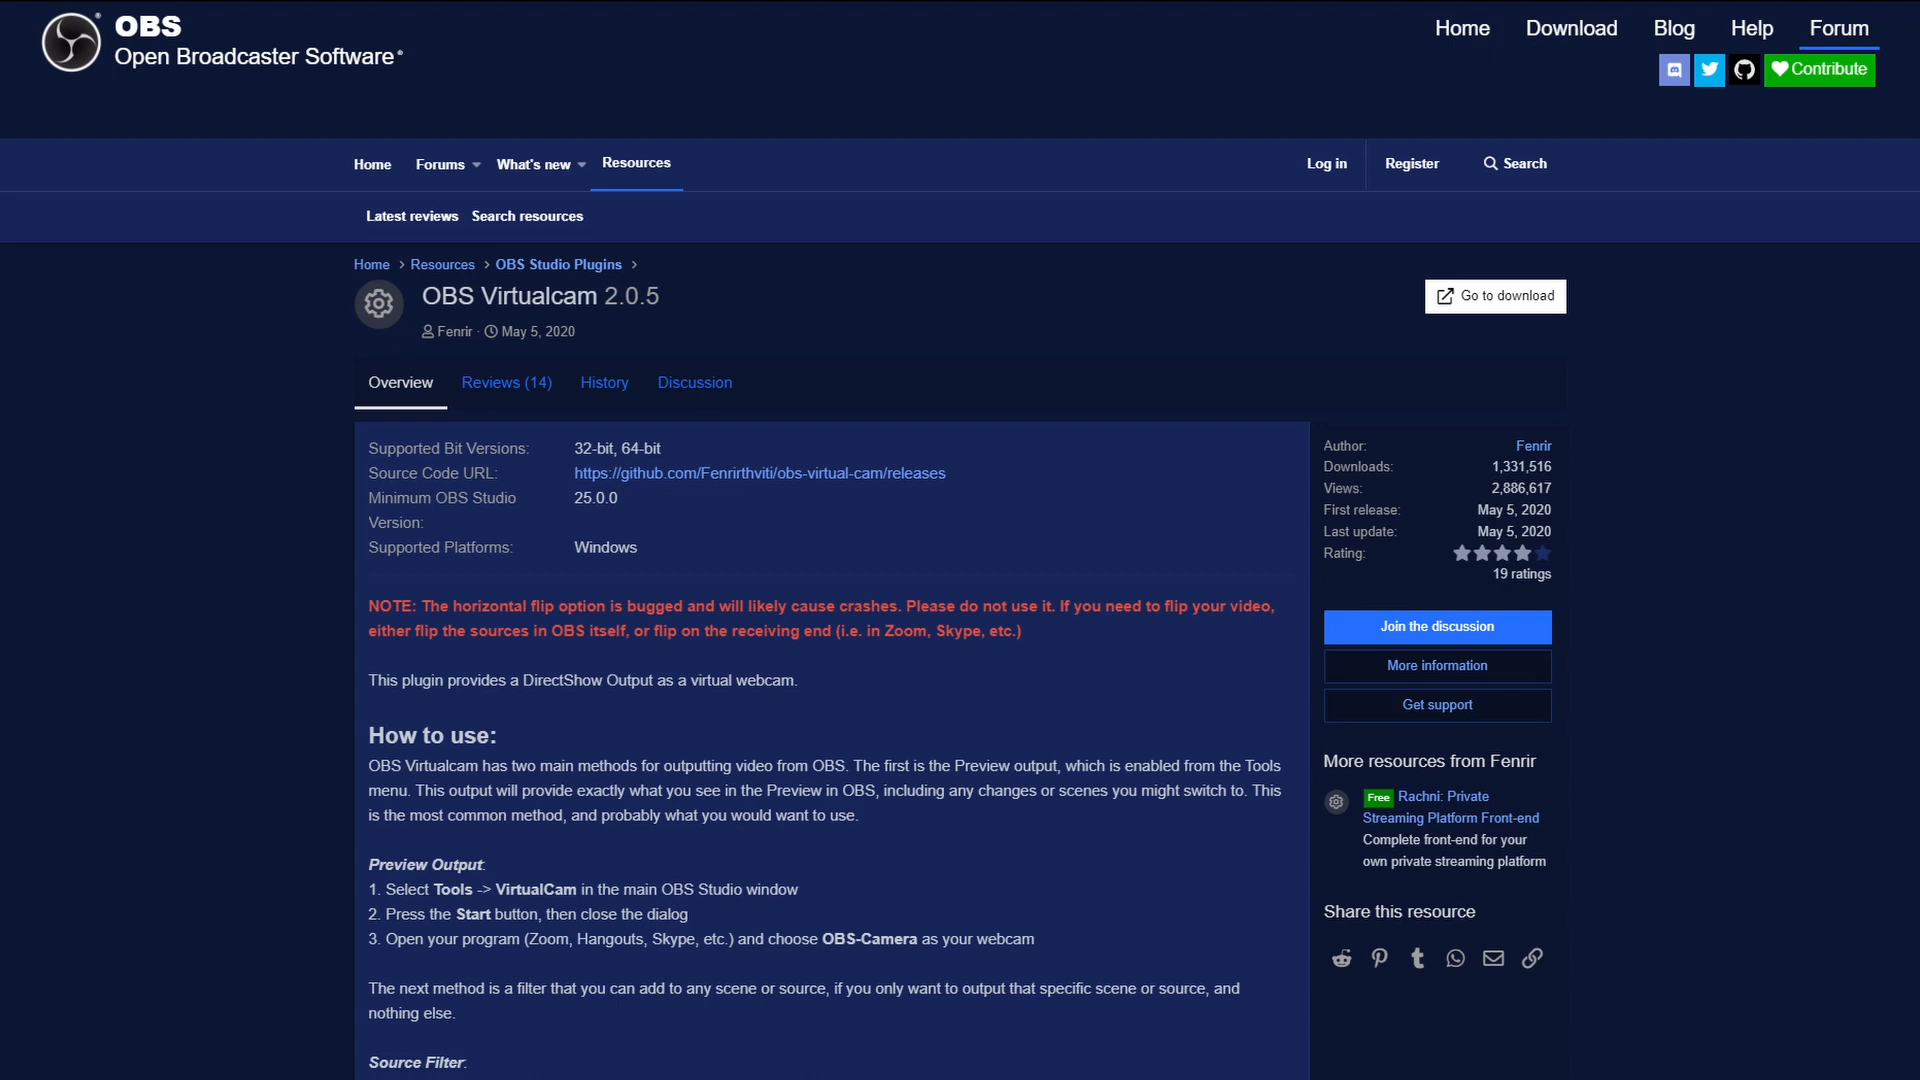 OBS
Open Broadcaster Software
Home Download Blog Help Forum
Contribute
Home Forums What's new Resources
Log in Register Search
Latest reviews Search resources
Home Resources OBS Studio Plugins
OBS Virtualcam 2.0.5
Fenrir · May 5, 2020
Go to download
Overview Reviews (14) History Discussion
Supported Bit Versions: 32-bit, 64-bit
Source Code URL: https://github.com/Fenrirthviti/obs-virtual-cam/releases
Minimum OBS Studio 25.0.0
Version:
Supported Platforms: Windows
NOTE: The horizontal flip option is bugged and will likely cause crashes. Please do not use it. If you need to flip your video,
either flip the sources in OBS itself, or flip on the receiving end (i.e. in Zoom, Skype, etc.)
This plugin provides a DirectShow Output as a virtual webcam.
How to use:
OBS Virtualcam has two main methods for outputting video from OBS. The first is the Preview output, which is enabled from the Tools
menu. This output will provide exactly what you see in the Preview in OBS, including any changes or scenes you might switch to. This
is the most common method, and probably what you would want to use.
Preview Output:
1. Select Tools -> VirtualCam in the main OBS Studio window
2. Press the Start button, then close the dialog
3. Open your program (Zoom, Hangouts, Skype, etc.) and choose OBS-Camera as your webcam
The next method is a filter that you can add to any scene or source, if you only want to output that specific scene or source, and
nothing else.
Source Filter:
Author: Fenrir
Downloads: 1,331,516
Views: 2,886,617
First release: May 5, 2020
Last update: May 5, 2020
Rating:
19 ratings
Join the discussion
More information
Get support
More resources from Fenrir
Free Rachni: Private
Streaming Platform Front-end
Complete front-end for your
own private streaming platform
Share this resource